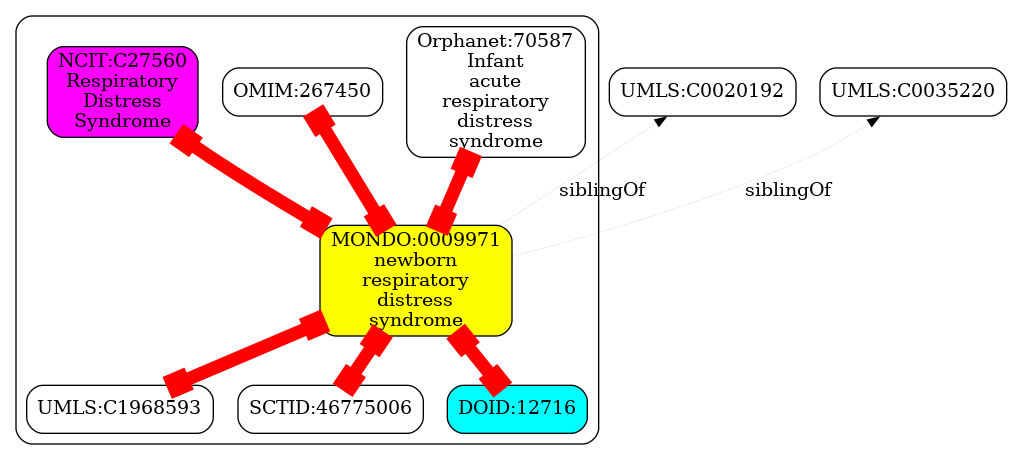 NCIT:C27560
Respiratory
Distress
Syndrome
OMIM:267450
Orphanet:70587
Infant
acute
respiratory
distress
syndrome
UMLS:C0020192
UMLS:C0035220
siblingOf
siblingOf
MONDO:0009971
newborn
respiratory
distress
syndrome
UMLS:C1968593
SCTID:46775006
DOID:12716